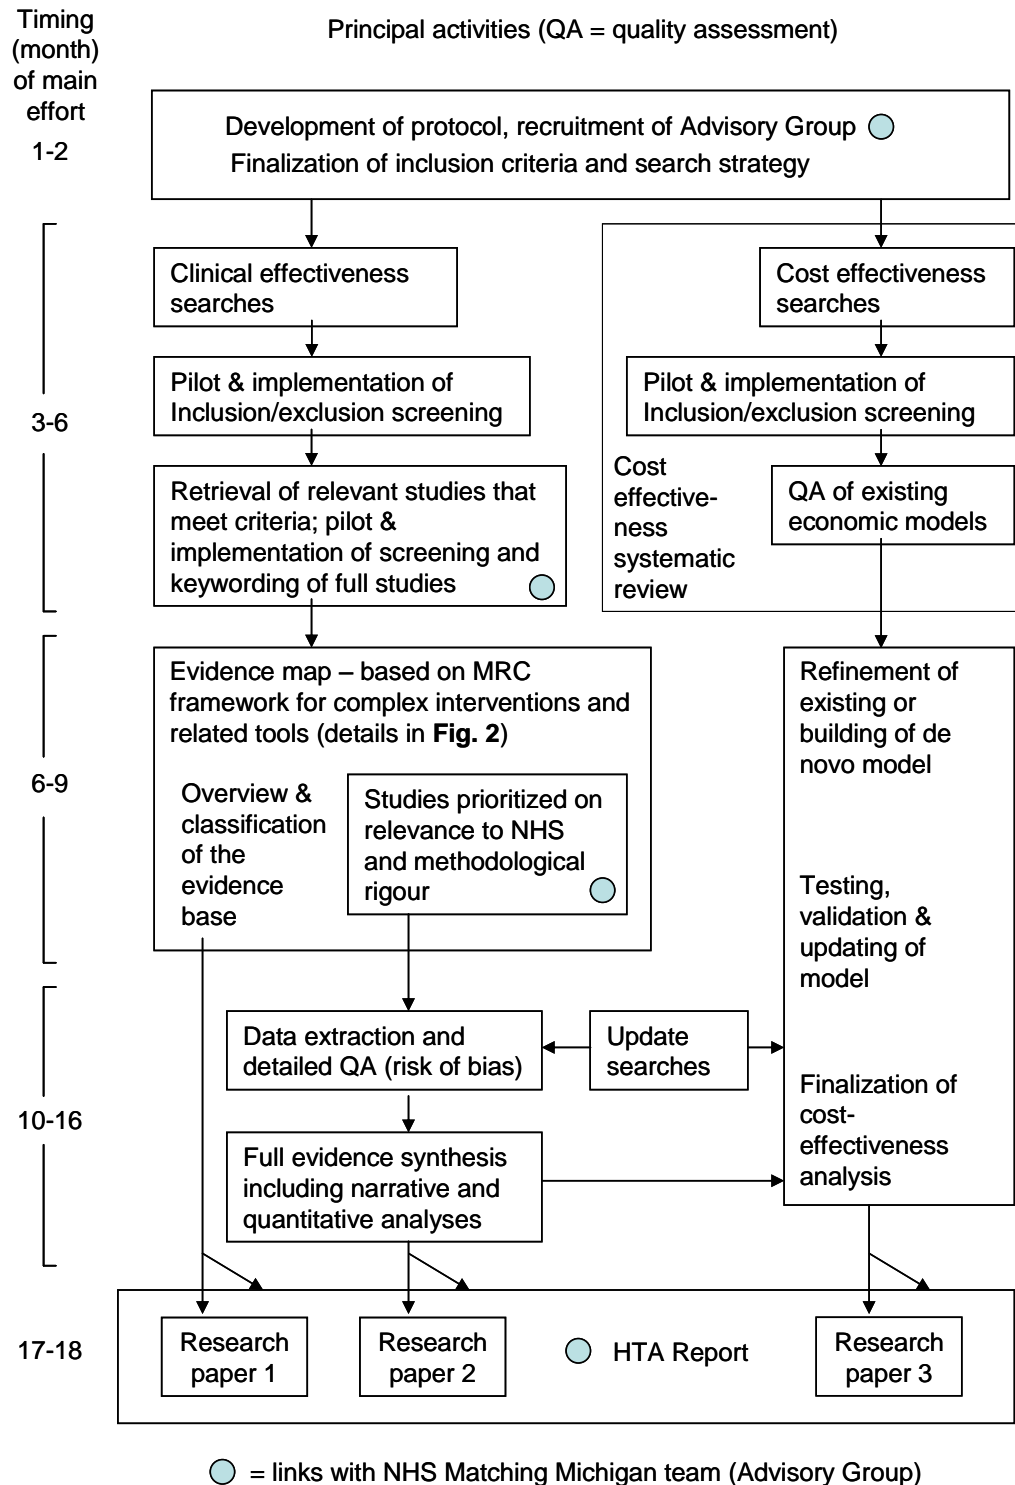 Timing
(month)
of main
effort
Principal activities (QA = quality assessment)
1-2
Development of protocol, recruitment of Advisory Group
Finalization of inclusion criteria and search strategy
3-6
Clinical effectiveness
searches
Pilot & implementation of
Inclusion/exclusion screening
Retrieval of relevant studies that
meet criteria; pilot &
implementation of screening and
keywording of full studies
Cost effectiveness
searches
Pilot & implementation of
Inclusion/exclusion screening
Cost
effective-
ness
systematic
review
QA of existing
economic models
6-9
Evidence map – based on MRC
framework for complex interventions and
related tools (details in Fig. 2)
Overview &
classification
of the
evidence
base
Studies prioritized on
relevance to NHS
and methodological
rigour
Refinement of
existing or
building of de
novo model
Testing,
validation &
updating of
model
10-16
Data extraction and
detailed QA (risk of bias)
Update
searches
Full evidence synthesis
including narrative and
quantitative analyses
Finalization of
cost-
effectiveness
analysis
17-18
Research
paper 1
Research
paper 2
HTA Report
Research
paper 3
= links with NHS Matching Michigan team (Advisory Group)